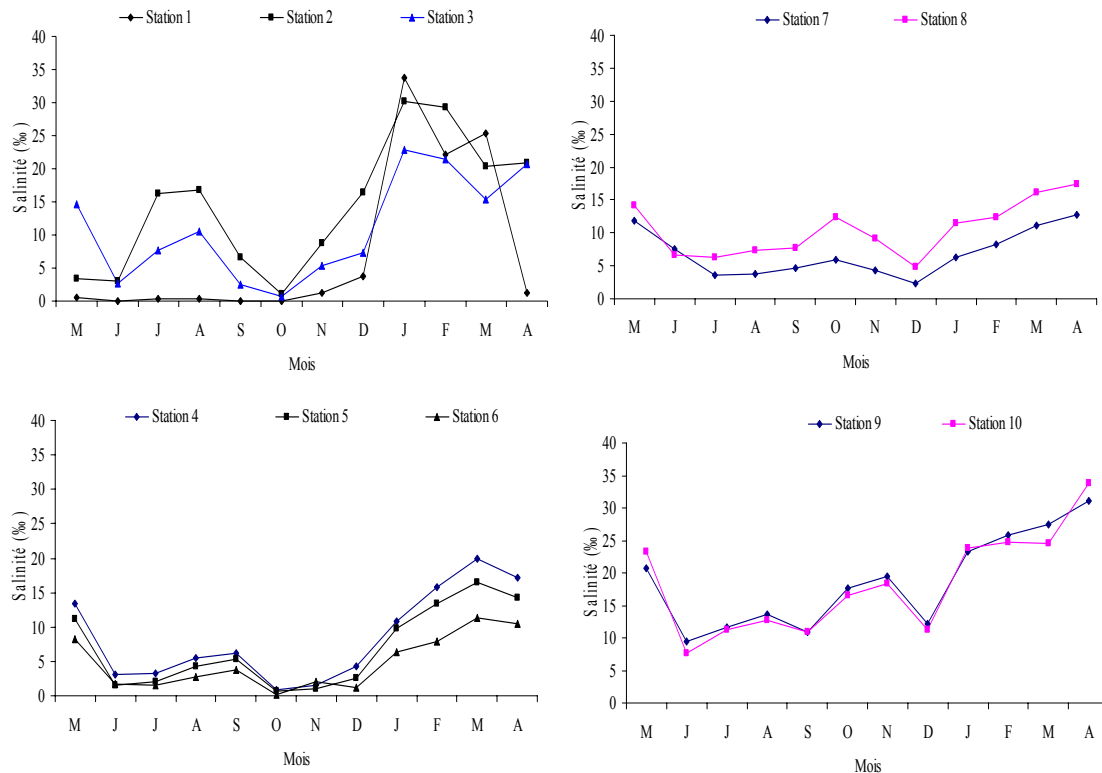 Station 1 Station 2 Station 3
40
35
30
25
20
15
10
5
0
Salinité (‰)
M J J A S O N D J F M A
Mois
Station 7 Station 8
40
35
30
25
20
15
10
5
0
Salinité (‰)
M J J A S O N D J F M A
Mois
Station 4 Station 5 Station 6
40
35
30
25
20
15
10
5
0
Salinité (‰)
M J J A S O N D J F M A
Mois
Station 9 Station 10
40
35
30
25
20
15
10
5
0
Salinité (‰)
M J J A S O N D J F M A
Mois